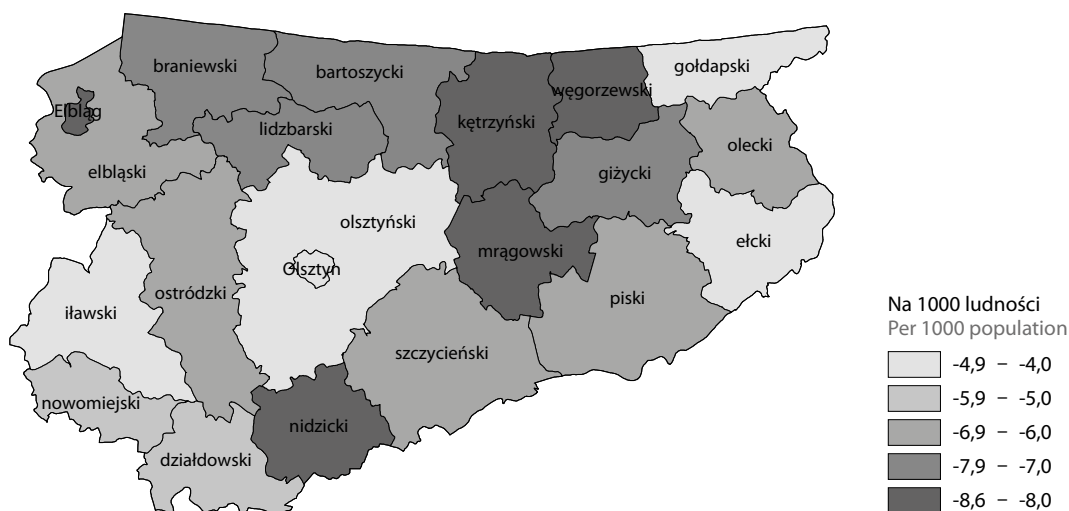 braniewski
bartoszycki
gołdapski
węgorzewski
Elbląg
kętrzyński
lidzbarski
olecki
elbląski
giżycki
olsztyński
ełcki
mrągowski
Olsztyn
ostródzki
piski
iławski
szczycieński
nowomiejski
nidzicki
działdowski
Na 1000 ludności
Per 1000 population
-4,9 – -4,0
-5,9 – -5,0
-6,9 – -6,0
-7,9 – -7,0
-8,6 – -8,0